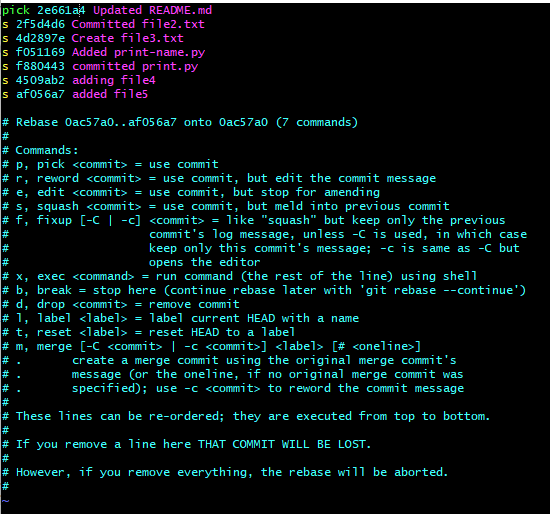 pick 2e661a4 Updated README.md
s 2f5d4d6 Committed file2.txt
s 4d2897e Create file3.txt
s f051169 Added print-name.py
s f880443 committed print.py
s 4509ab2 adding file4
s af056a7 added file5

# Rebase 0ac57a0..af056a7 onto 0ac57a0 (7 commands)
#
# Commands:
# p, pick <commit> = use commit
# r, reword <commit> = use commit, but edit the commit message
# e, edit <commit> = use commit, but stop for amending
# s, squash <commit> = use commit, but meld into previous commit
# f, fixup [-C | -c] <commit> = like "squash" but keep only the previous
#                    commit's log message, unless -C is used, in which case
#                    keep only this commit's message; -c is same as -C but
#                    opens the editor
# x, exec <command> = run command (the rest of the line) using shell
# b, break = stop here (continue rebase later with 'git rebase --continue')
# d, drop <commit> = remove commit
# l, label <label> = label current HEAD with a name
# t, reset <label> = reset HEAD to a label
# m, merge [-C <commit> | -c <commit>] <label> [# <oneline>]
# .       create a merge commit using the original merge commit's
# .       message (or the oneline, if no original merge commit was
# .       specified); use -c <commit> to reword the commit message
#
# These lines can be re-ordered; they are executed from top to bottom.
#
# If you remove a line here THAT COMMIT WILL BE LOST.
#
# However, if you remove everything, the rebase will be aborted.
#
~